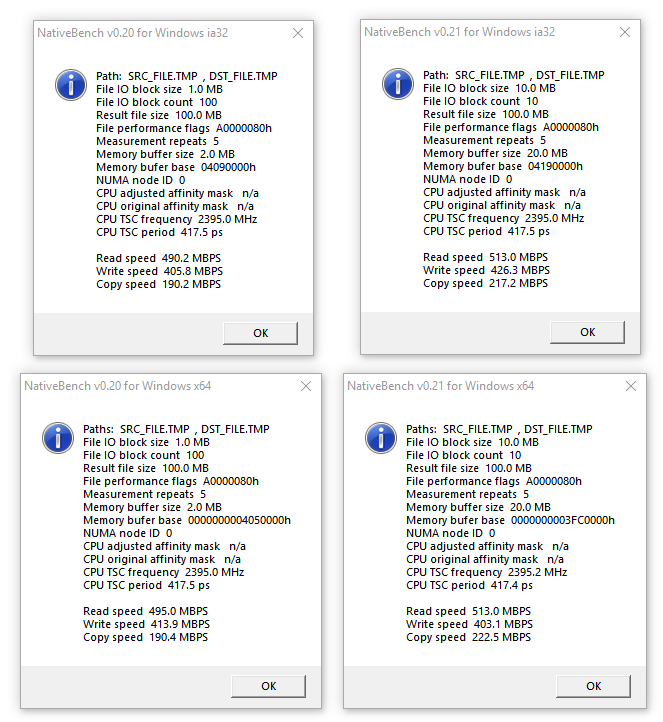 NativeBench v0.20 for Windows ia32
Path:  SRC_FILE.TMP  , DST_FILE.TMP
File IO block size  1.0 MB
File IO block count  100
Result file size  100.0 MB
File performance flags  A0000080h
Measurement repeats  5
Memory buffer size  2.0 MB
Memory bufer base  04090000h
NUMA node ID  0
CPU adjusted affinity mask   n/a
CPU original affinity mask   n/a
CPU TSC frequency  2395.0 MHz
CPU TSC period  417.5 ps
Read speed  490.2 MBPS
Write speed  405.8 MBPS
Copy speed  190.2 MBPS
OK
NativeBench v0.21 for Windows ia32
Path:  SRC_FILE.TMP  , DST_FILE.TMP
File IO block size  10.0 MB
File IO block count  10
Result file size  100.0 MB
File performance flags  A0000080h
Measurement repeats  5
Memory buffer size  20.0 MB
Memory bufer base  04190000h
NUMA node ID  0
CPU adjusted affinity mask   n/a
CPU original affinity mask   n/a
CPU TSC frequency  2395.0 MHz
CPU TSC period  417.5 ps
Read speed  513.0 MBPS
Write speed  426.3 MBPS
Copy speed  217.2 MBPS
OK
NativeBench v0.20 for Windows x64
Paths:  SRC_FILE.TMP  , DST_FILE.TMP
File IO block size  1.0 MB
File IO block count  100
Result file size  100.0 MB
File performance flags  A0000080h
Measurement repeats  5
Memory buffer size  2.0 MB
Memory bufer base  0000000004050000h
NUMA node ID  0
CPU adjusted affinity mask   n/a
CPU original affinity mask   n/a
CPU TSC frequency  2395.0 MHz
CPU TSC period  417.5 ps
Read speed  495.0 MBPS
Write speed  413.9 MBPS
Copy speed  190.4 MBPS
OK
NativeBench v0.21 for Windows x64
Paths:  SRC_FILE.TMP  , DST_FILE.TMP
File IO block size  10.0 MB
File IO block count  10
Result file size  100.0 MB
File performance flags  A0000080h
Measurement repeats  5
Memory buffer size  20.0 MB
Memory bufer base  0000000003FC0000h
NUMA node ID  0
CPU adjusted affinity mask   n/a
CPU original affinity mask   n/a
CPU TSC frequency  2395.2 MHz
CPU TSC period  417.4 ps
Read speed  513.0 MBPS
Write speed  403.1 MBPS
Copy speed  222.5 MBPS
OK